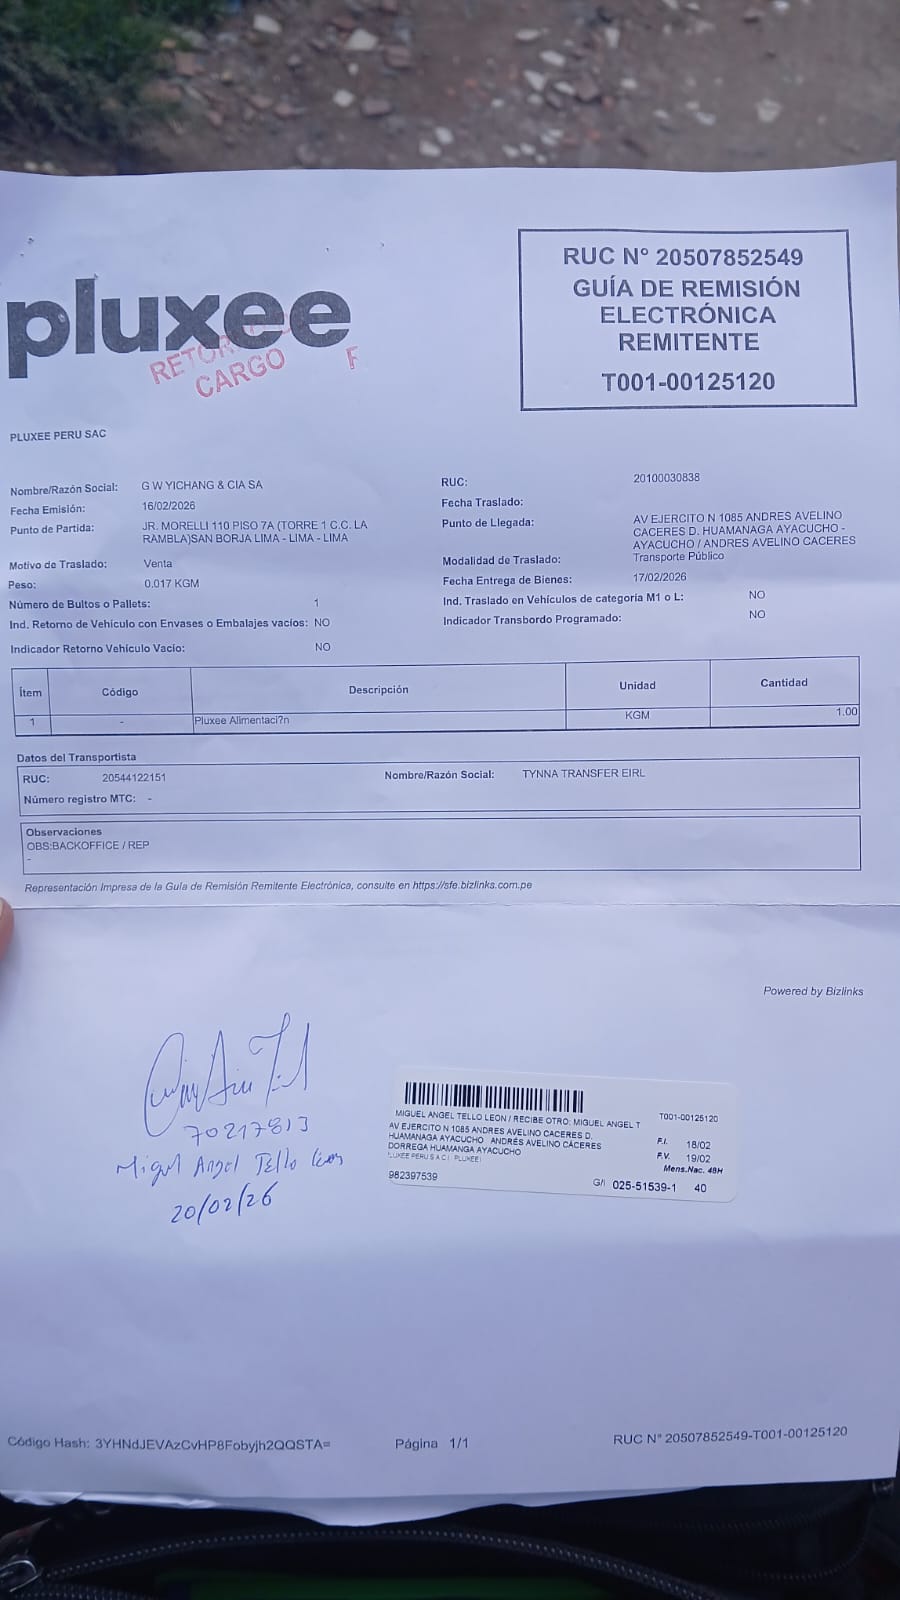 pluxee
RETORNO
CARGO
F
RUC N° 20507852549
GUÍA DE REMISIÓN
ELECTRÓNICA
REMITENTE
T001-00125120
PLUXEE PERU SAC
Nombre/Razón Social: G W YICHANG & CIA SA
Fecha Emisión: 16/02/2026
Punto de Partida: JR. MORELLI 110 PISO 7A (TORRE 1 C.C. LA
RAMBLA)SAN BORJA LIMA - LIMA - LIMA
Motivo de Traslado: Venta
Peso: 0.017 KGM
Número de Bultos o Pallets: 1
Ind. Retorno de Vehículo con Envases o Embalajes vacíos: NO
Indicador Retorno Vehículo Vacío: NO
RUC: 20100030838
Fecha Traslado:
Punto de Llegada: AV EJERCITO N 1085 ANDRES AVELINO
CACERES D. HUAMANAGA AYACUCHO -
AYACUCHO / ANDRES AVELINO CACERES
Modalidad de Traslado: Transporte Público
Fecha Entrega de Bienes: 17/02/2026
Ind. Traslado en Vehículos de categoría M1 o L: NO
Indicador Transbordo Programado: NO
Ítem Código Descripción Unidad Cantidad
1 - Pluxee Alimentaci?n KGM 1.00
Datos del Transportista
RUC: 20544122151 Nombre/Razón Social: TYNNA TRANSFER EIRL
Número registro MTC: -
Observaciones
OBS:BACKOFFICE / REP
-
Representación Impresa de la Guía de Remisión Remitente Electrónica, consulte en https://sfe.bizlinks.com.pe
Powered by Bizlinks
70217813
Miguel Angel Tello León
20/02/26
MIGUEL ANGEL TELLO LEON / RECIBE OTRO: MIGUEL ANGEL T T001-00125120
AV EJERCITO N 1085 ANDRES AVELINO CACERES D.
HUAMANAGA AYACUCHO ANDRÉS AVELINO CÁCERES
DORREGA HUAMANGA AYACUCHO
LUXEE PERU S A C ( PLUXEE)
982397539
F.I. 18/02
F.V. 19/02
Mens.Nac. 48H
G/I 025-51539-1 40
Código Hash: 3YHNdJEVAzCvHP8Fobyjh2QQSTA=
Página 1/1
RUC N° 20507852549-T001-00125120